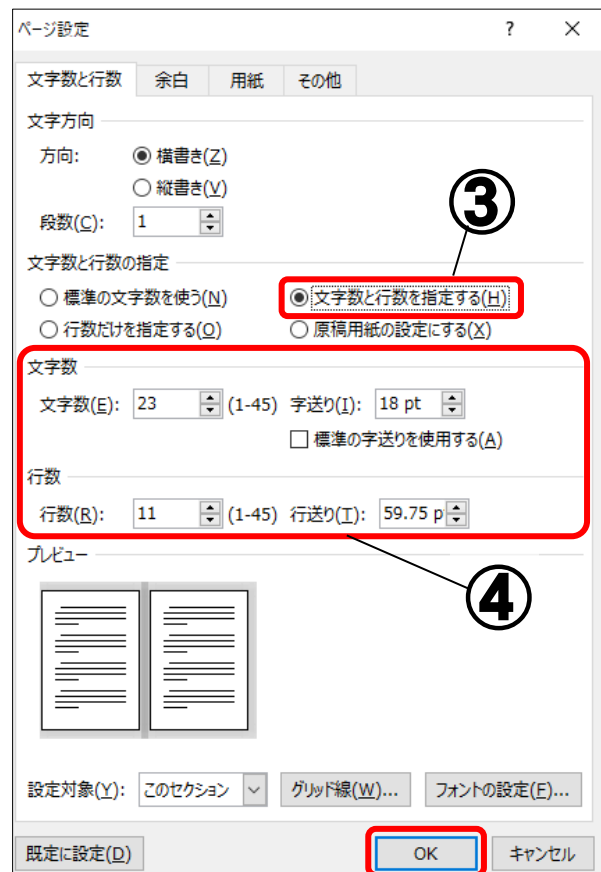 ページ設定 ? ×
文字数と行数 余白 用紙 その他
文字方向
方向: 横書き(Z)
縦書き(V)
③
段数(C): 1
文字数と行数の指定
標準の文字数を使う(N) 文字数と行数を指定する(H)
行数だけを指定する(O) 原稿用紙の設定にする(X)
文字数
文字数(E): 23 (1-45) 字送り(I): 18 pt
標準の字送りを使用する(A)
行数
行数(R): 11 (1-45) 行送り(T): 59.75 p
プレビュー
④
設定対象(Y): このセクション グリッド線(W)... フォントの設定(F)...
既定に設定(D) OK キャンセル